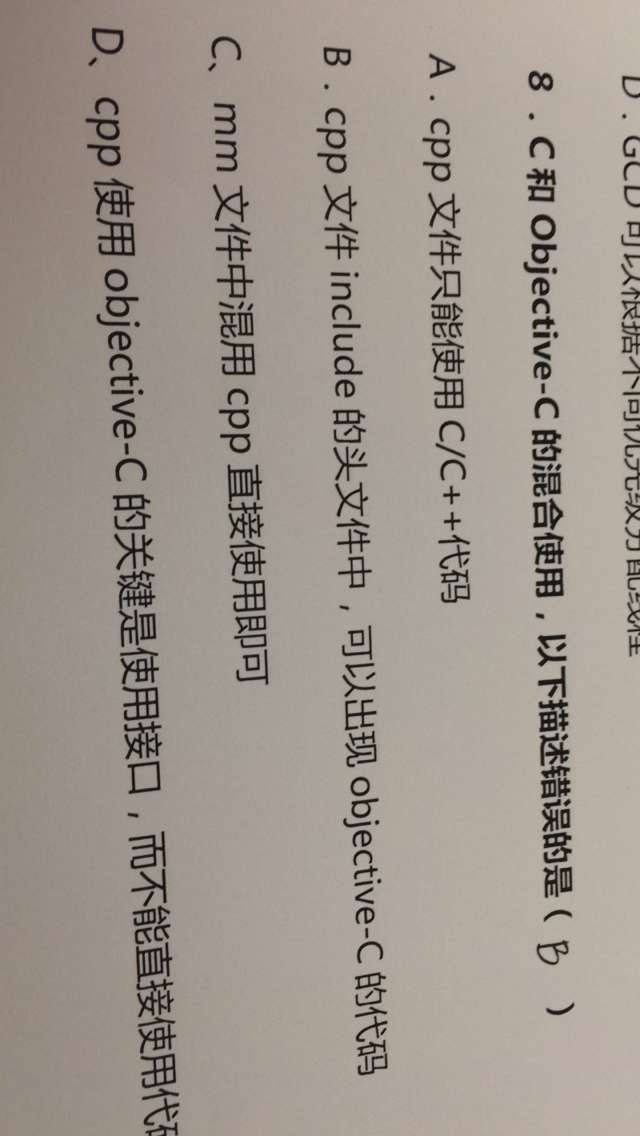 D．GCD 可以根据不同优先级分配线程
8．C 和 Objective-C 的混合使用，以下描述错误的是（ B ）
A．cpp 文件只能使用 C/C++代码
B．cpp 文件 include 的头文件中，可以出现 objective-C 的代码
C、mm 文件中混用 cpp 直接使用即可
D、cpp 使用 objective-C 的关键是使用接口，而不能直接使用代码